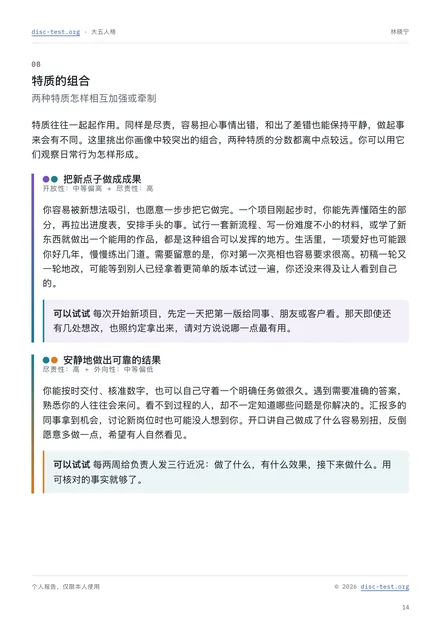 disc-test.org · 大五人格
林晓宁
08
特质的组合
两种特质怎样相互加强或牵制
特质往往一起起作用。同样是尽责，容易担心事情出错，和出了差错也能保持平静，做起事
来会有不同。这里挑出你画像中较突出的组合，两种特质的分数都离中点较远。你可以用它
们观察日常行为怎样形成。
把新点子做成成果
开放性：中等偏高 + 尽责性：高
你容易被新想法吸引，也愿意一步步把它做完。一个项目刚起步时，你能先弄懂陌生的部
分，再拉出进度表，安排手头的事。试行一套新流程、写一份难度不小的材料，或学了新
东西就做出一个能用的作品，都是这种组合可以发挥的地方。生活里，一项爱好也可能跟
你好几年，慢慢练出门道。需要留意的是，你对第一次亮相也容易要求很高。初稿一轮又
一轮地改，可能等到别人已经拿着更简单的版本试过一遍，你还没来得及让人看到自己
的。
可以试试 每次开始新项目，先定一天把第一版给同事、朋友或客户看。那天即使还
有几处想改，也照约定拿出来，请对方说说哪一点最有用。
安静地做出可靠的结果
尽责性：高 + 外向性：中等偏低
你能按时交付、核准数字，也可以自己守着一个明确任务做很久。遇到需要准确的答案，
熟悉你的人往往会来问。看不到过程的人，却不一定知道哪些问题是你解决的。汇报多的
同事拿到机会，讨论新岗位时也可能没人想到你。开口讲自己做成了什么容易别扭，反倒
愿意多做一点，希望有人自然看见。
可以试试 每两周给负责人发三行近况：做了什么，有什么效果，接下来做什么。用
可核对的事实就够了。
个人报告，仅限本人使用
© 2026 disc-test.org
14